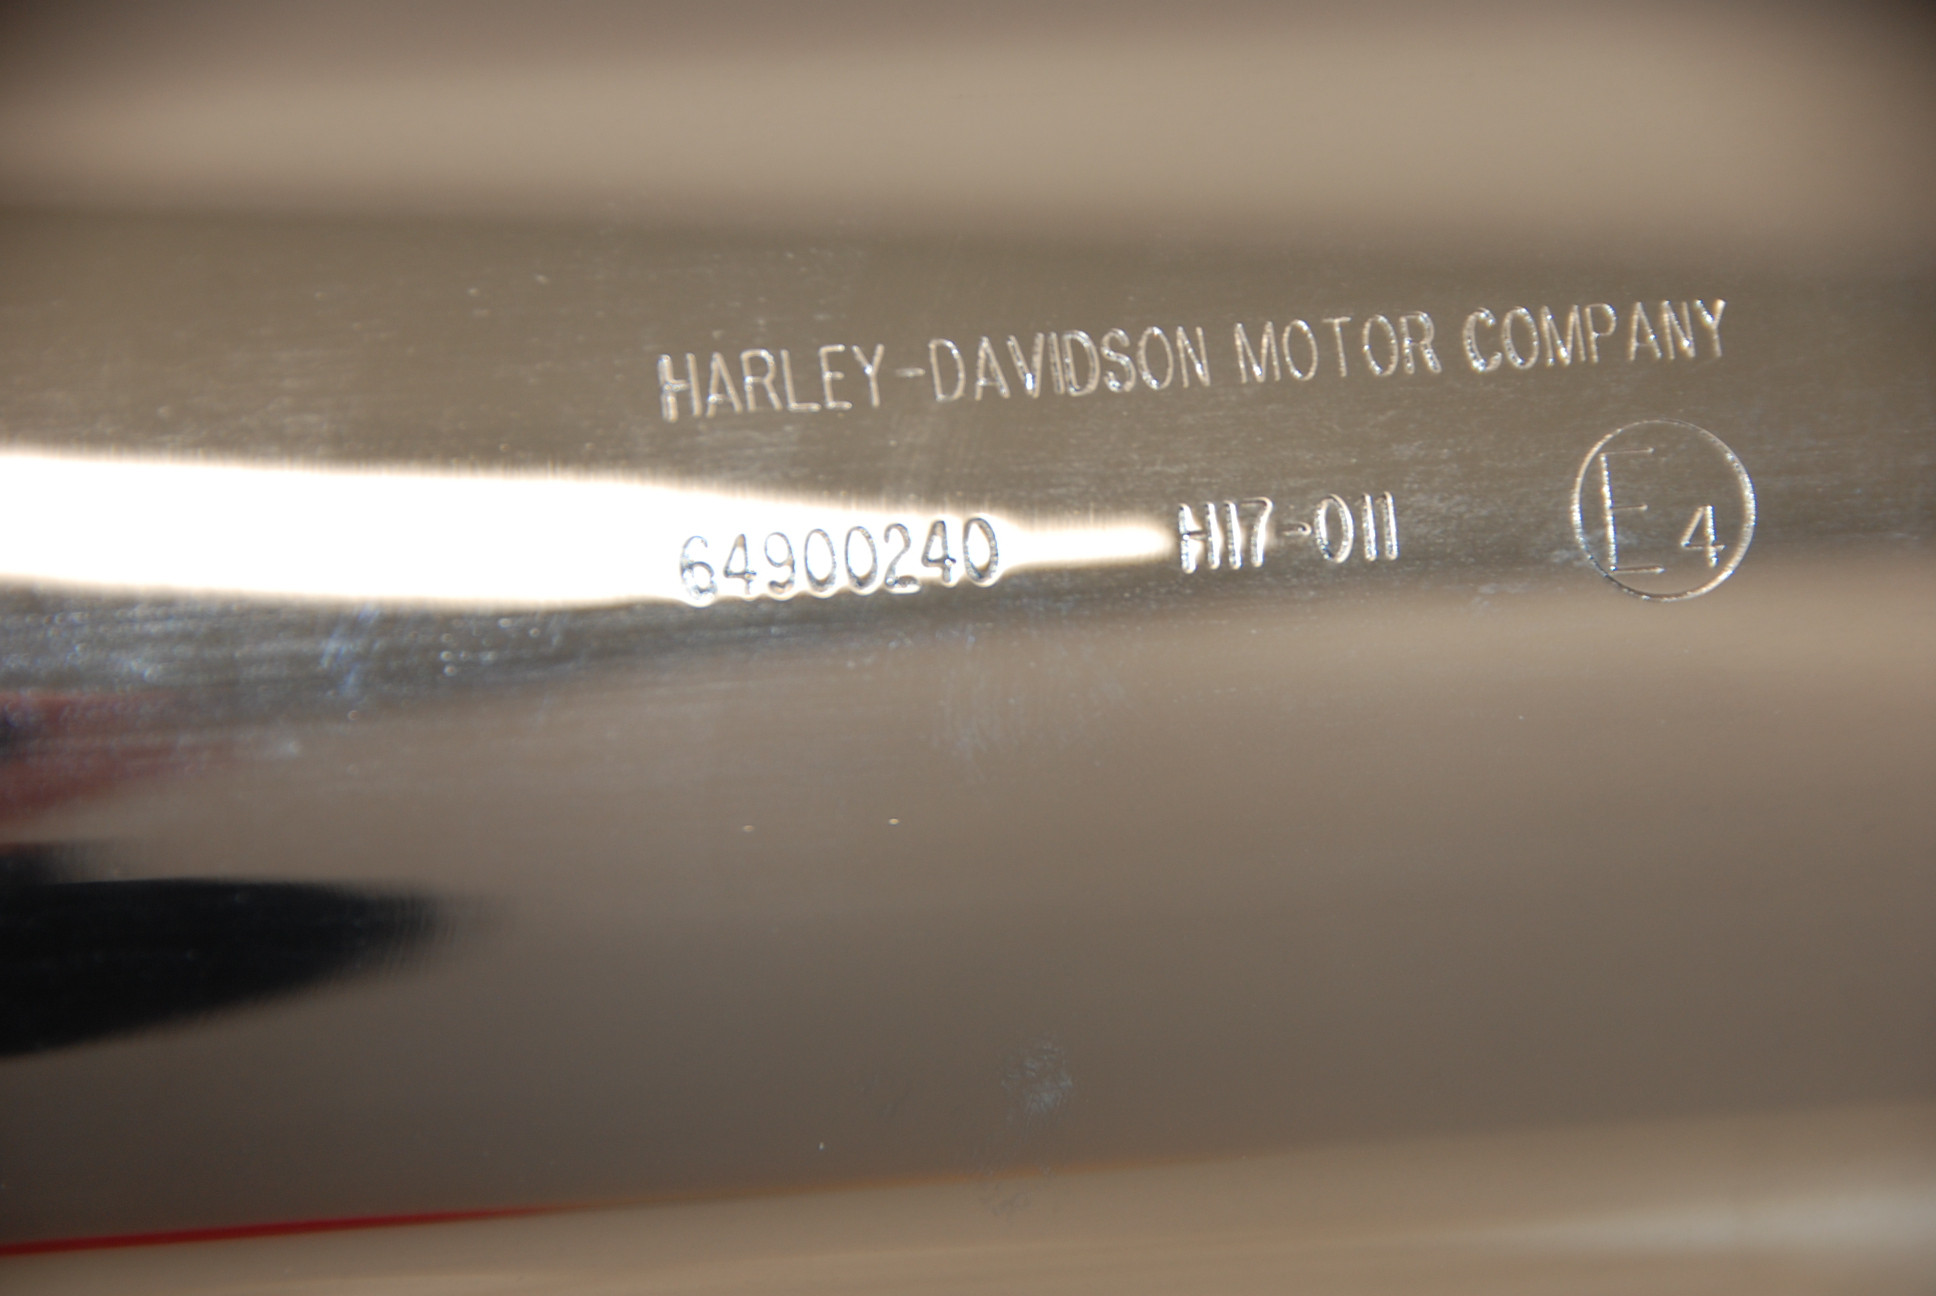 HARLEY-DAVIDSON MOTOR COMPANY
64900240 H17-011 E4